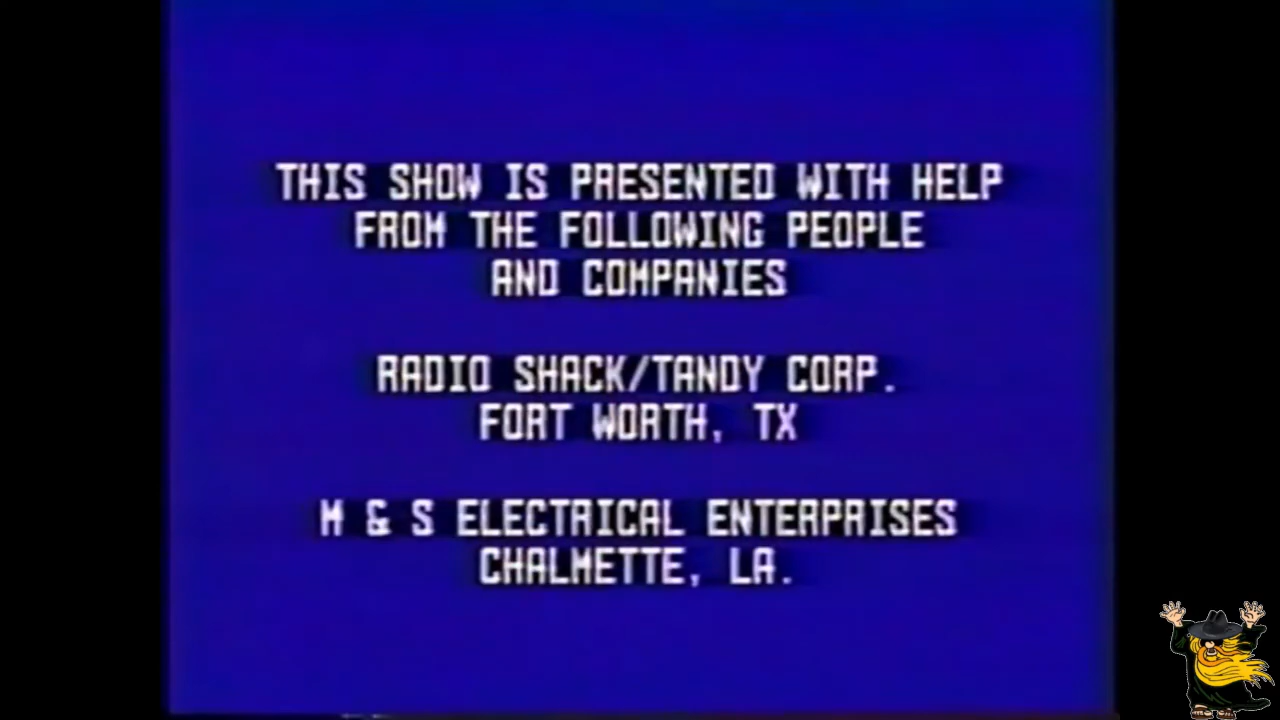 THIS SHOW IS PRESENTED WITH HELP
FROM THE FOLLOWING PEOPLE
AND COMPANIES
RADIO SHACK/TANDY CORP.
FORT WORTH, TX
M & S ELECTRICAL ENTERPRISES
CHALMETTE, LA.